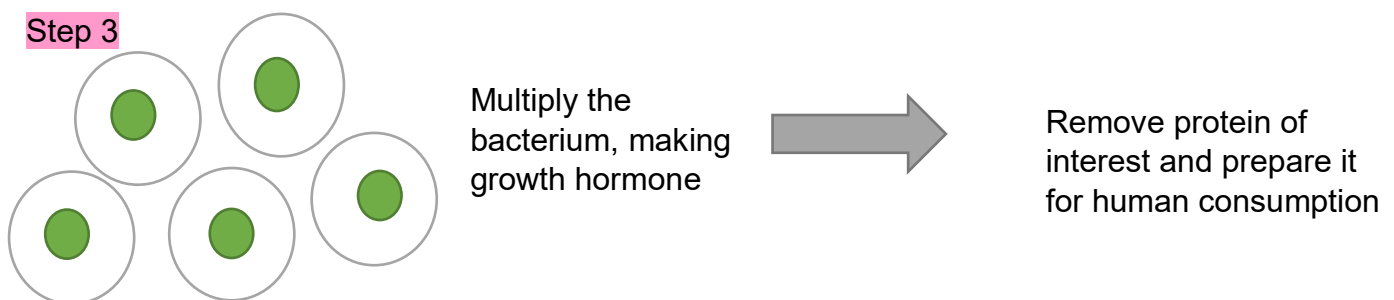 Step 3
Multiply the
bacterium, making
growth hormone
Remove protein of
interest and prepare it
for human consumption